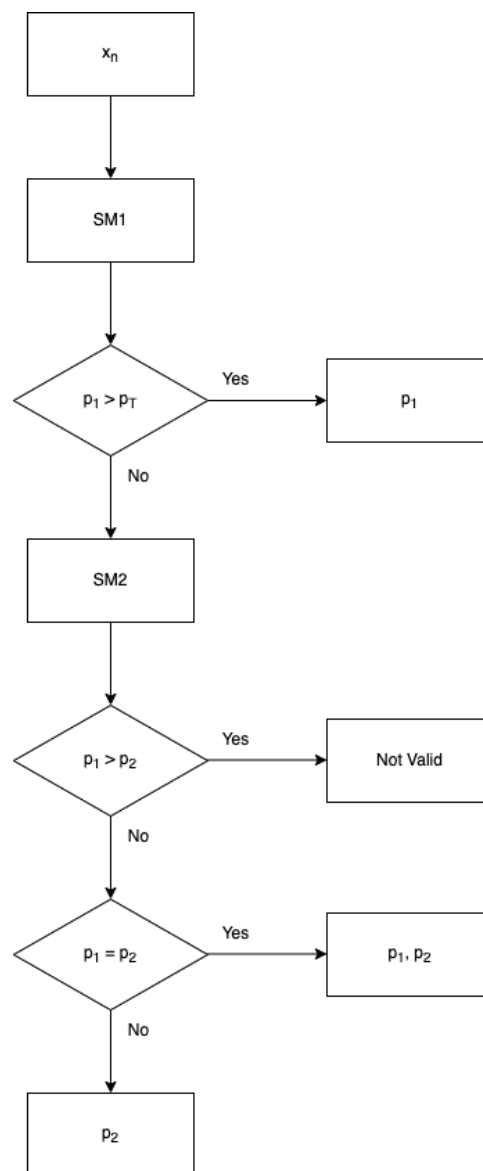 xₙ
SM1
p₁ > p_T
Yes
p₁
No
SM2
p₁ > p₂
Yes
Not Valid
No
p₁ = p₂
Yes
p₁, p₂
No
p₂